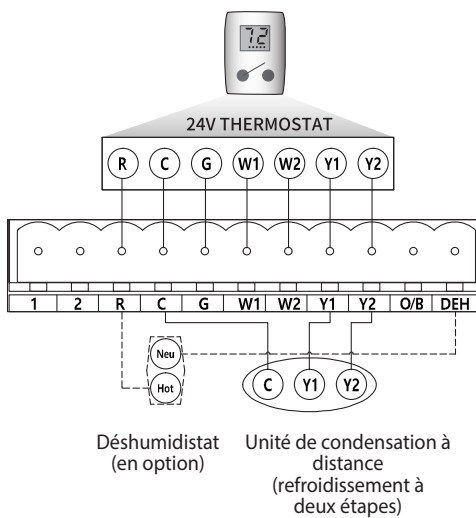 72
24V THERMOSTAT
R C G W1 W2 Y1 Y2
1 2 R C G W1 W2 Y1 Y2 O/B DEH
Neu
Hot
C Y1 Y2
Déshumidistat
(en option)
Unité de condensation à
distance
(refroidissement à
deux étapes)